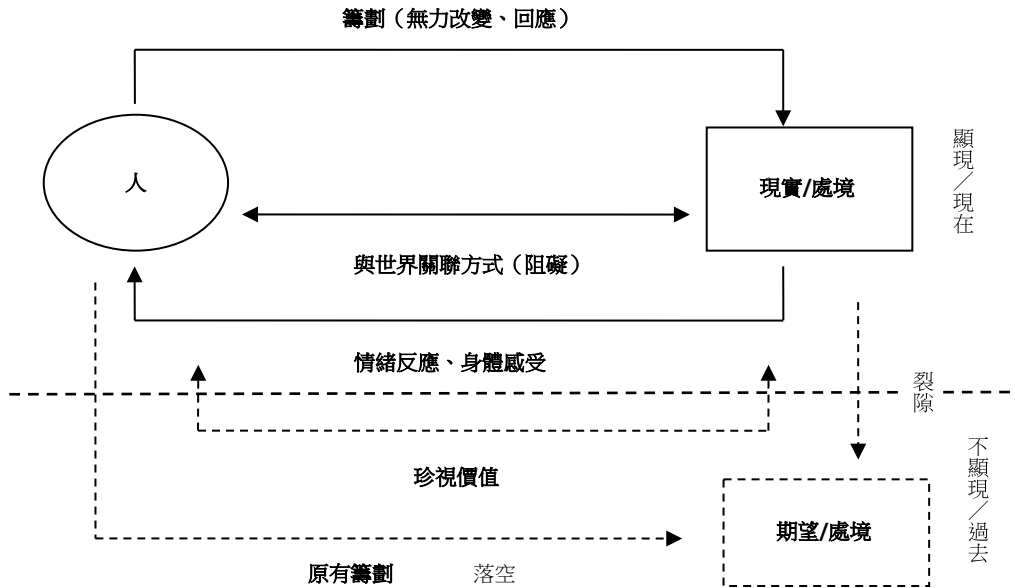 籌劃（無力改變、回應）
人
現實/處境
顯現／現在
與世界關聯方式（阻礙）
情緒反應、身體感受
裂隙
珍視價值
期望/處境
不顯現／過去
原有籌劃
落空